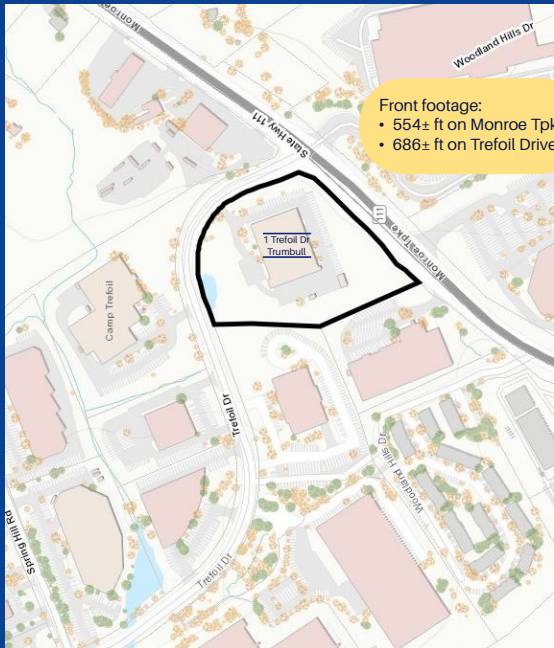 Monroe
Woodland Hills Dr
Front footage:
• 554± ft on Monroe Tpk
• 686± ft on Trefoil Drive
State Hwy 111
111
1 Trefoil Dr
Trumbull
Monroe Tpke
Camp Trefoil
Trefoil Dr
Woodland Hills Dr
Spring Hill Rd
Trefoil Dr